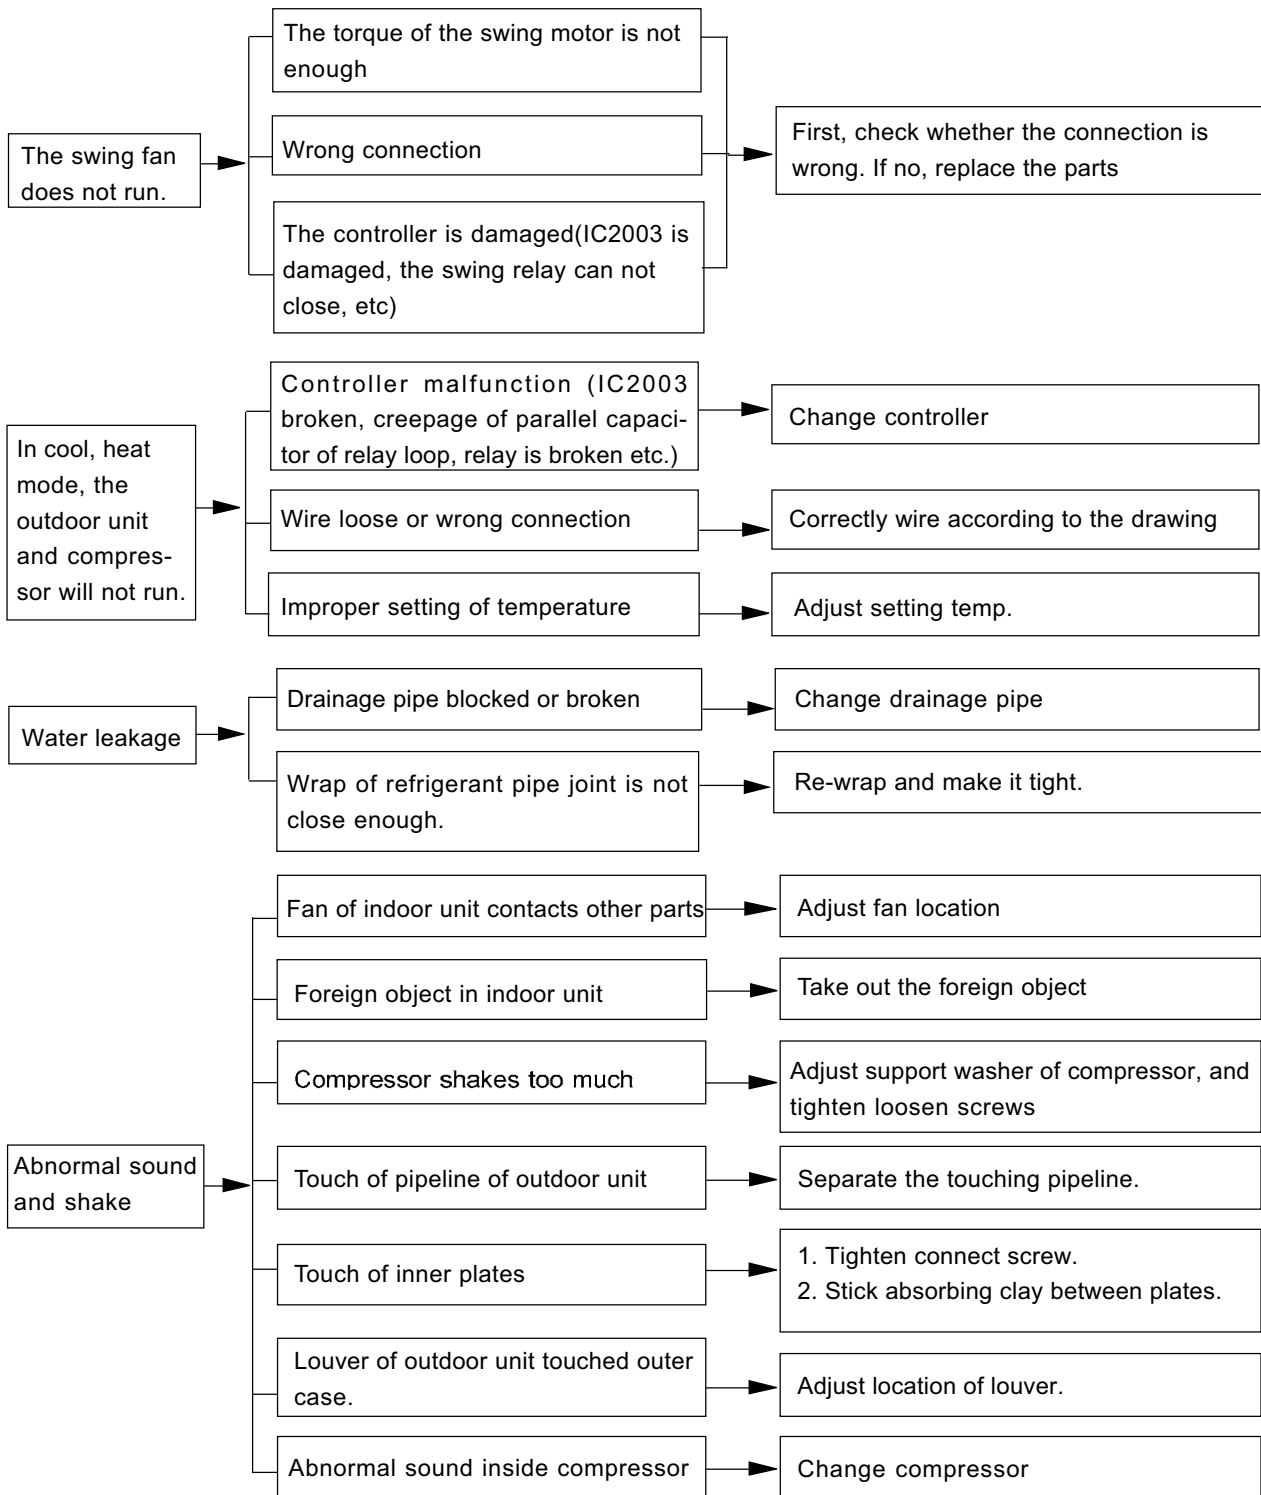 The swing fan
does not run.
The torque of the swing motor is not
enough
Wrong connection
The controller is damaged(IC2003 is
damaged, the swing relay can not
close, etc)
First, check whether the connection is
wrong. If no, replace the parts
In cool, heat
mode, the
outdoor unit
and compres-
sor will not run.
Controller malfunction (IC2003
broken, creepage of parallel capaci-
tor of relay loop, relay is broken etc.)
Change controller
Wire loose or wrong connection
Correctly wire according to the drawing
Improper setting of temperature
Adjust setting temp.
Water leakage
Drainage pipe blocked or broken
Change drainage pipe
Wrap of refrigerant pipe joint is not
close enough.
Re-wrap and make it tight.
Abnormal sound
and shake
Fan of indoor unit contacts other parts
Adjust fan location
Foreign object in indoor unit
Take out the foreign object
Compressor shakes too much
Adjust support washer of compressor, and
tighten loosen screws
Touch of pipeline of outdoor unit
Separate the touching pipeline.
Touch of inner plates
1. Tighten connect screw.
2. Stick absorbing clay between plates.
Louver of outdoor unit touched outer
case.
Adjust location of louver.
Abnormal sound inside compressor
Change compressor